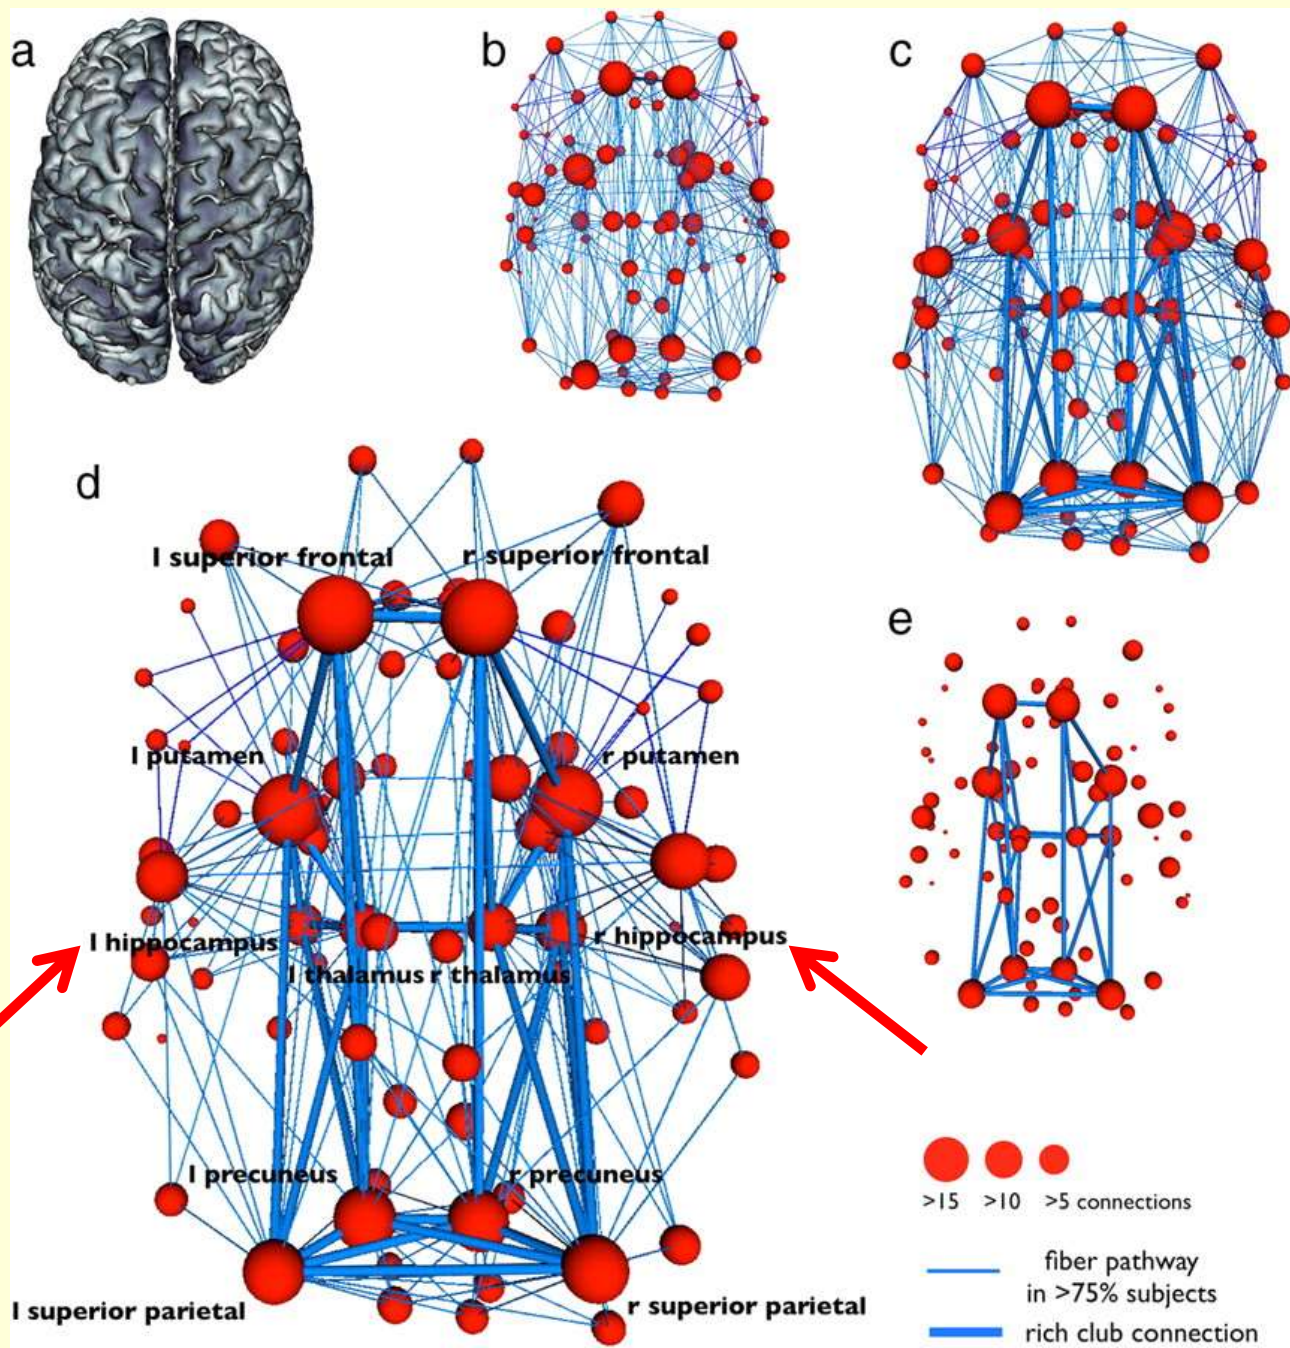 a
b
c
d
l superior frontal
r superior frontal
l putamen
r putamen
l hippocampus
r hippocampus
l thalamus r thalamus
l precuneus
r precuneus
l superior parietal
r superior parietal
e
>15 >10 >5 connections
fiber pathway
in >75% subjects
rich club connection